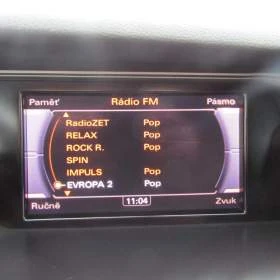 Paměť Rádio FM Pásmo
RadioZET Pop
RELAX Pop
ROCK R. Pop
SPIN
IMPULS Pop
EVROPA 2 Pop
Ručně 11:04 Zvuk